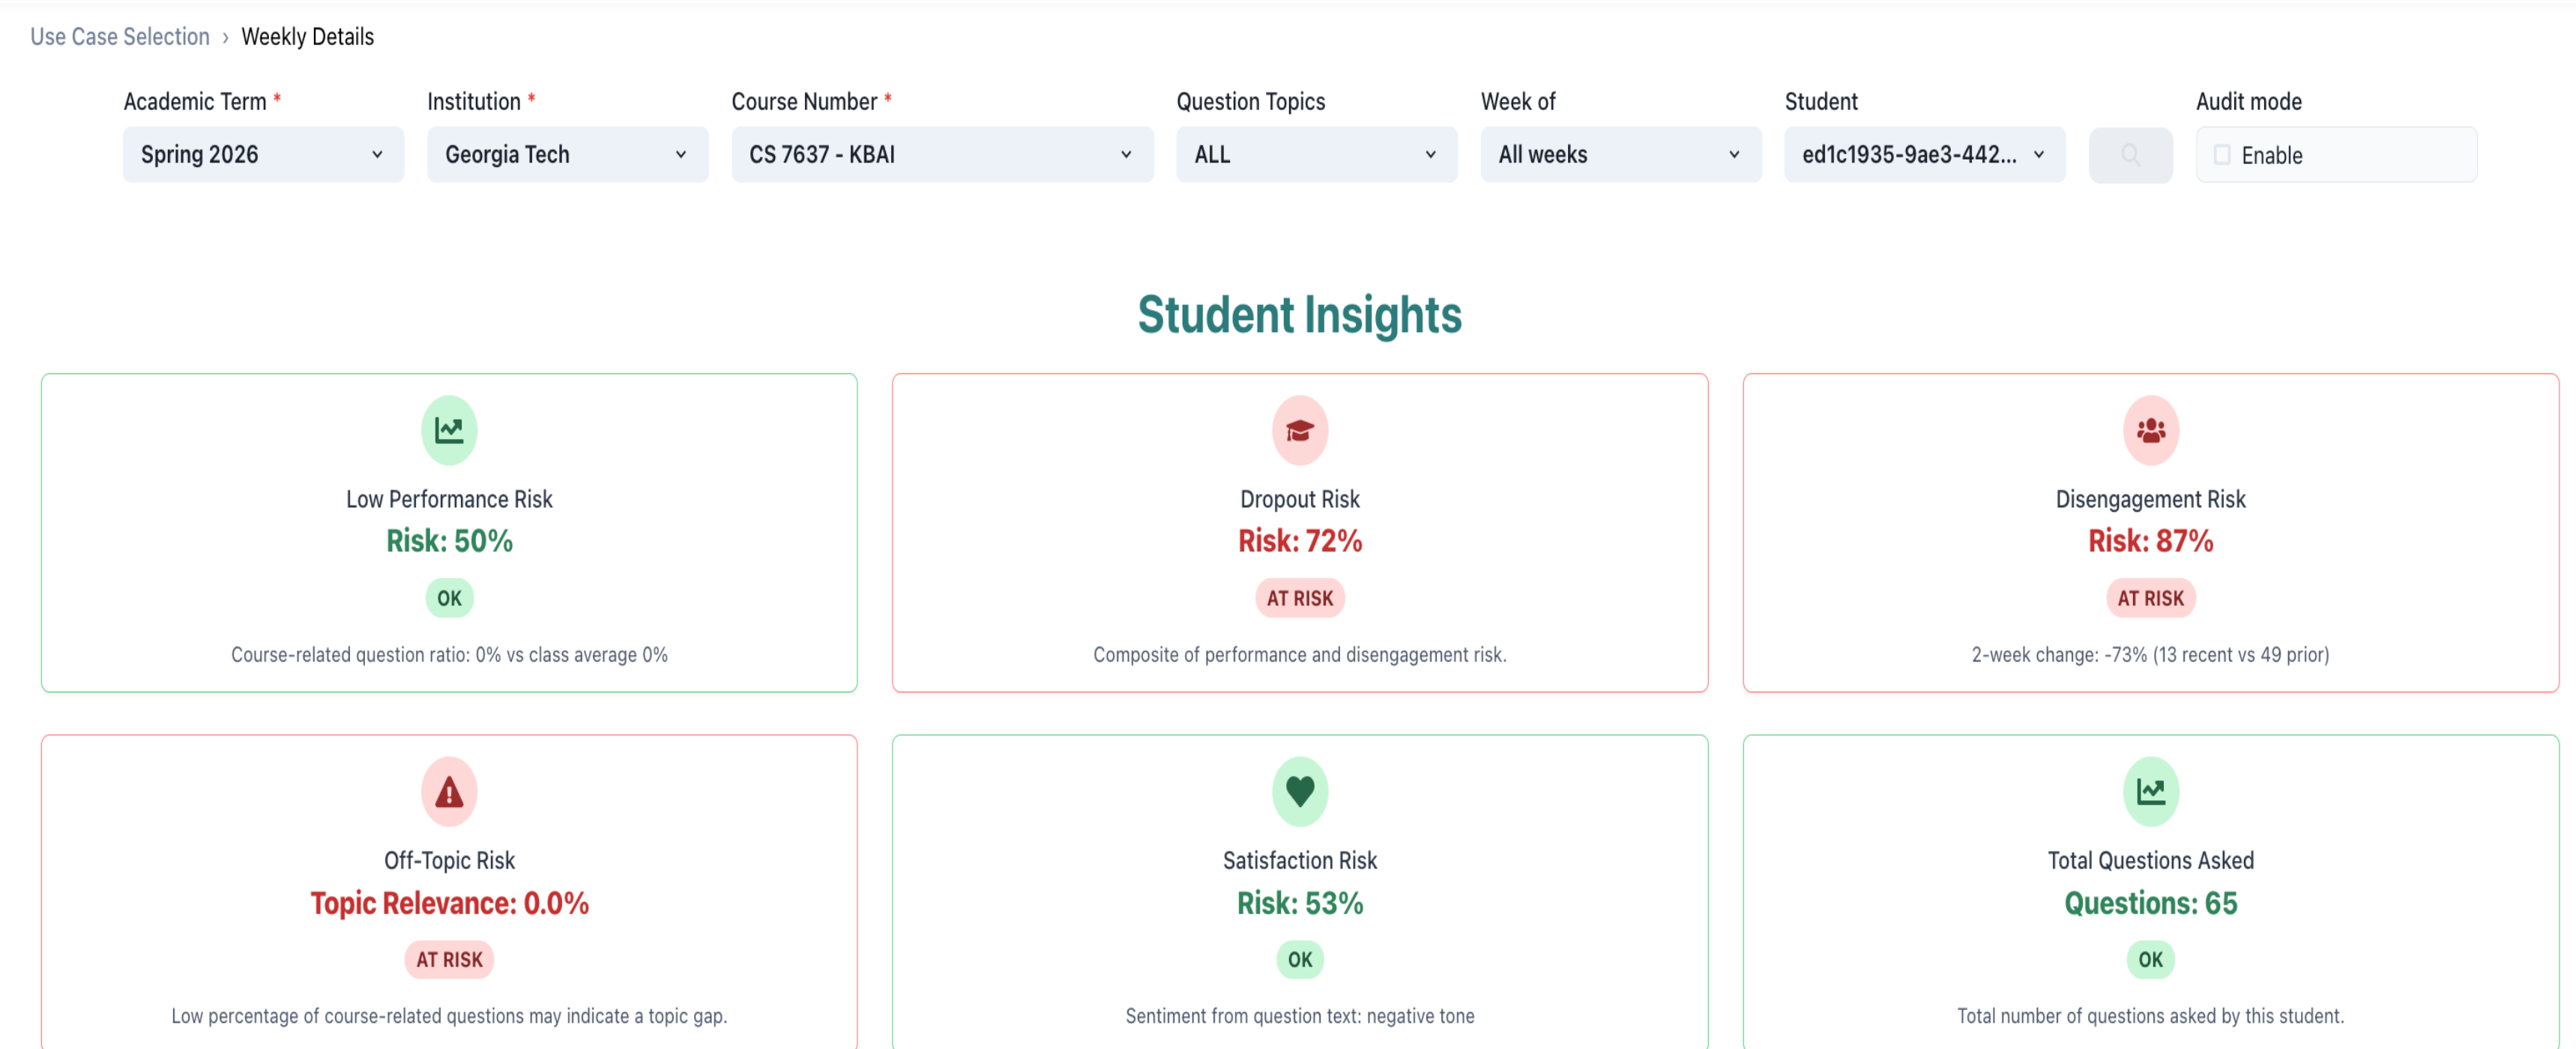 Use Case Selection › Weekly Details
Academic Term * Institution * Course Number * Question Topics Week of Student Audit mode
Spring 2026 Georgia Tech CS 7637 - KBAI ALL All weeks ed1c1935-9ae3-442... Enable
Student Insights
Low Performance Risk
Risk: 50%
OK
Course-related question ratio: 0% vs class average 0%
Dropout Risk
Risk: 72%
AT RISK
Composite of performance and disengagement risk.
Disengagement Risk
Risk: 87%
AT RISK
2-week change: -73% (13 recent vs 49 prior)
Off-Topic Risk
Topic Relevance: 0.0%
AT RISK
Low percentage of course-related questions may indicate a topic gap.
Satisfaction Risk
Risk: 53%
OK
Sentiment from question text: negative tone
Total Questions Asked
Questions: 65
OK
Total number of questions asked by this student.